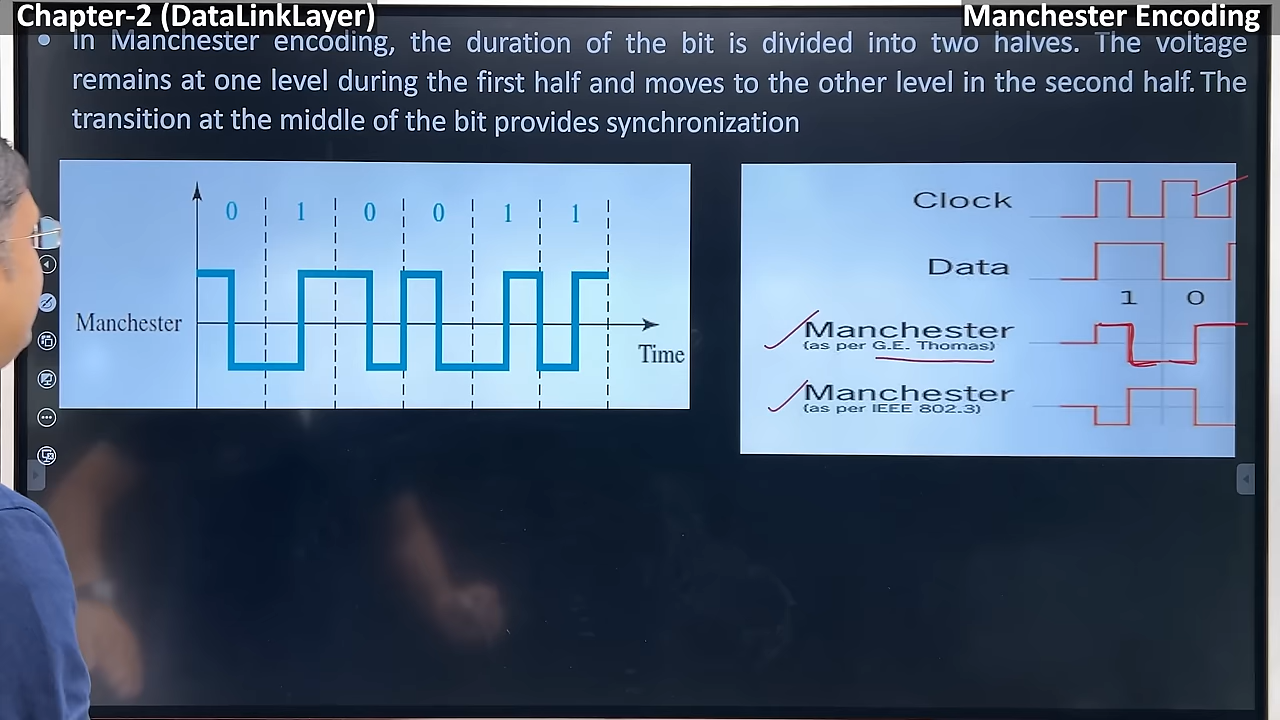 Chapter-2 (DataLinkLayer)
Manchester Encoding
• In Manchester encoding, the duration of the bit is divided into two halves. The voltage
remains at one level during the first half and moves to the other level in the second half. The
transition at the middle of the bit provides synchronization
0 1 0 0 1 1
Manchester
Time
Clock
Data
1 0
Manchester
(as per G.E. Thomas)
Manchester
(as per IEEE 802.3)